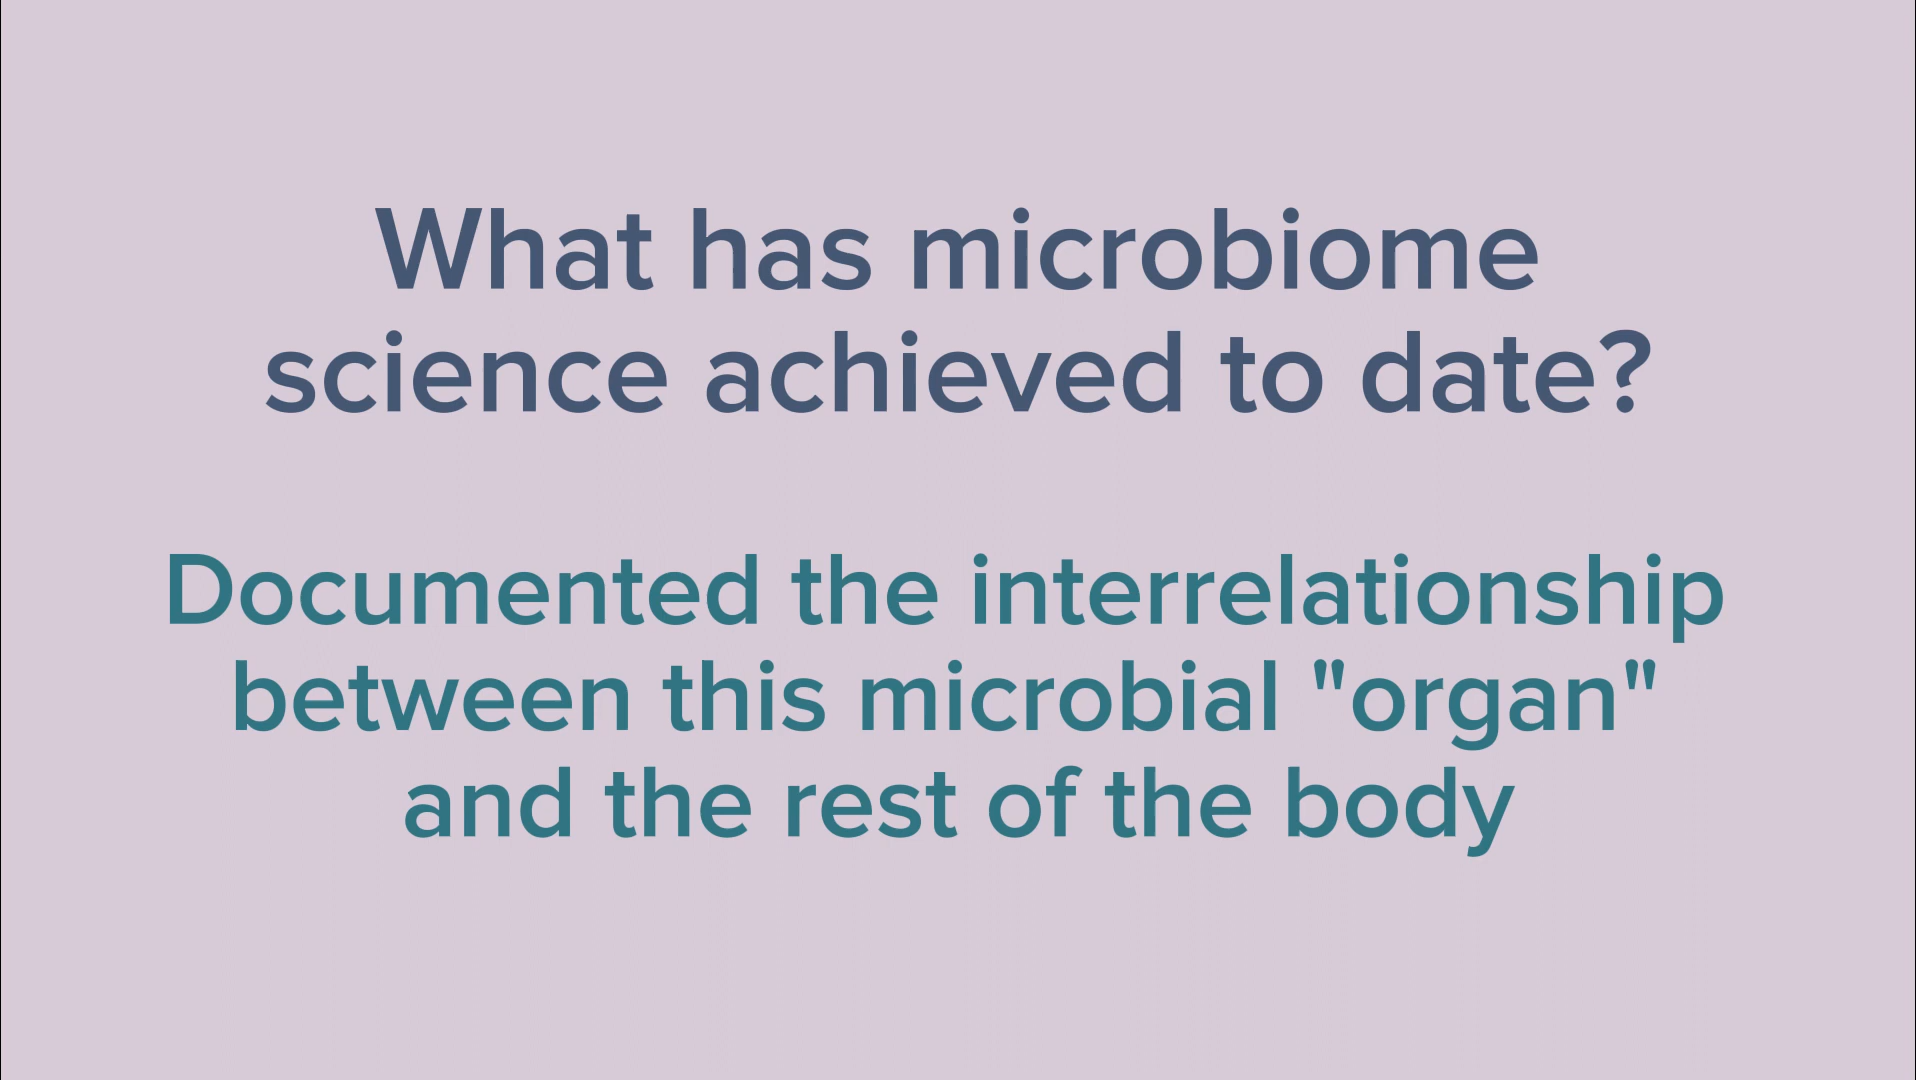 What has microbiome
science achieved to date?
Documented the interrelationship
between this microbial "organ"
and the rest of the body